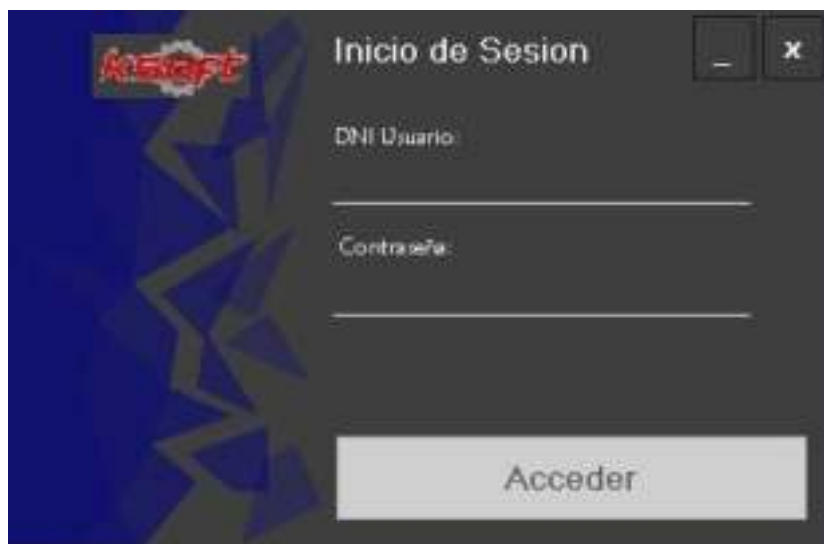 Inicio de Sesion
_ x
DNI Usuario:
Contraseña:
Acceder